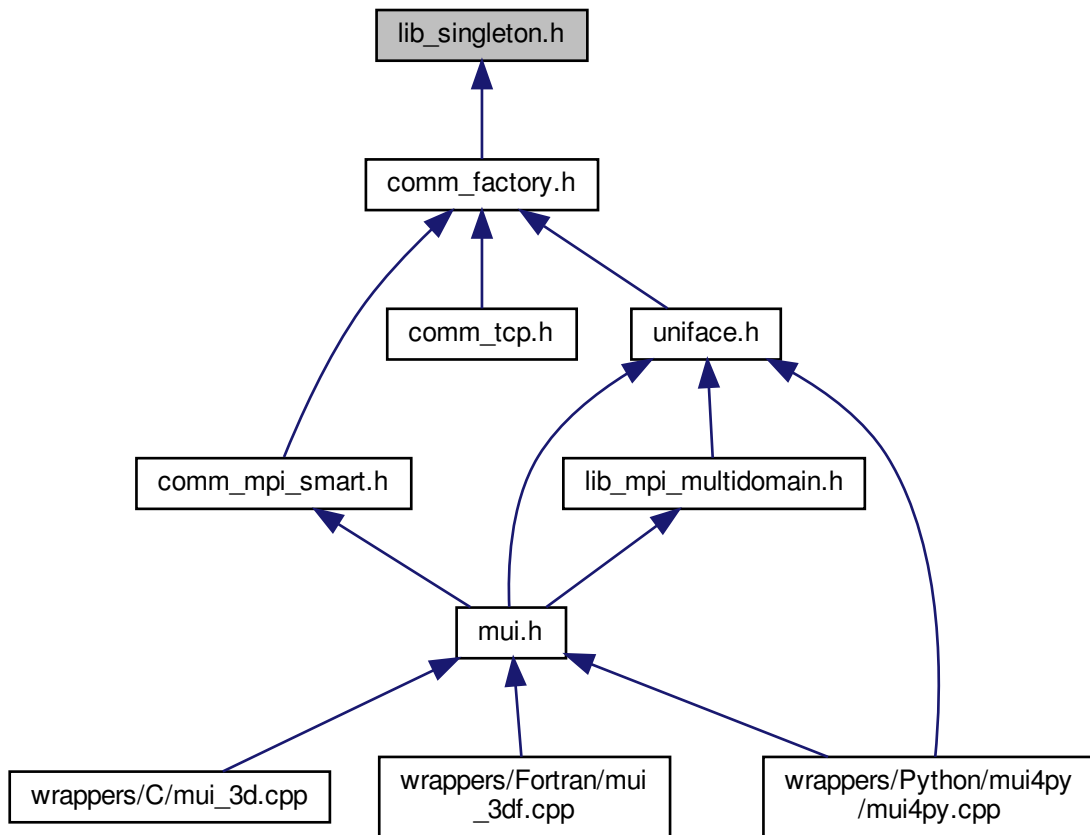 lib_singleton.h
comm_factory.h
comm_tcp.h
uniface.h
comm_mpi_smart.h
lib_mpi_multidomain.h
mui.h
wrappers/C/mui_3d.cpp
wrappers/Fortran/mui
_3df.cpp
wrappers/Python/mui4py
/mui4py.cpp